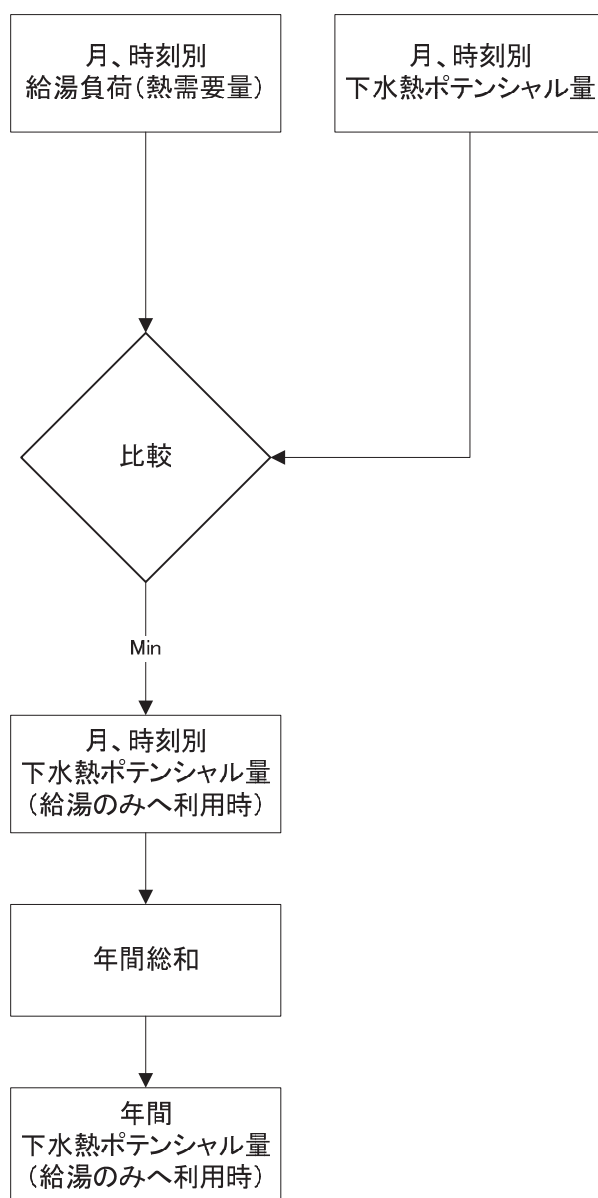 月、時刻別
給湯負荷(熱需要量)
月、時刻別
下水熱ポテンシャル量
比較
Min
月、時刻別
下水熱ポテンシャル量
(給湯のみへ利用時)
年間総和
年間
下水熱ポテンシャル量
(給湯のみへ利用時)